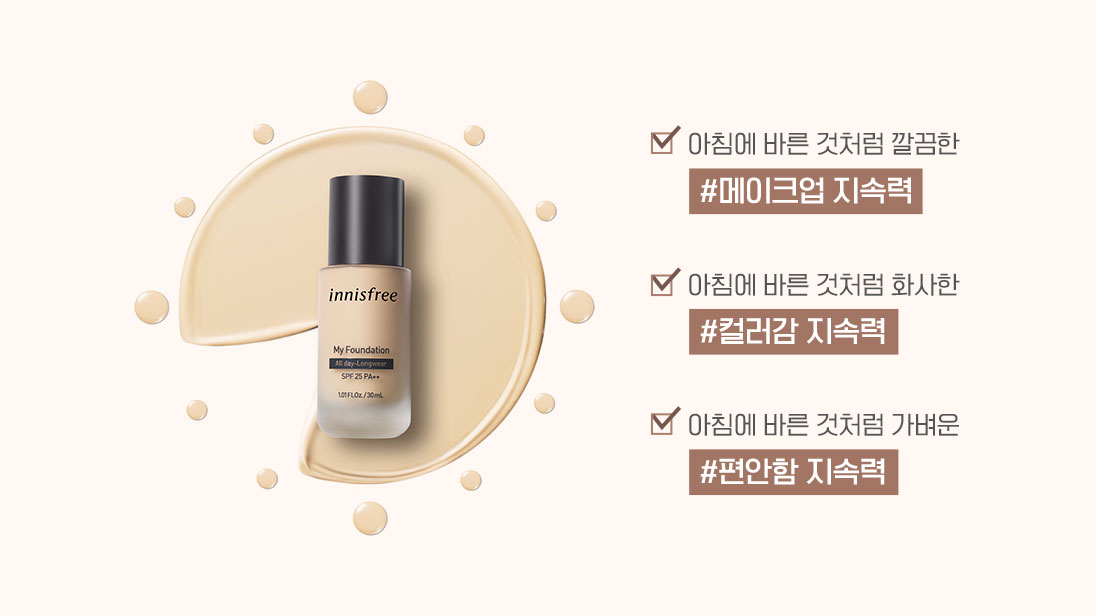 innisfree
My Foundation
All day-Longwear
SPF 25 PA++
1.01 FL.Oz. / 30 mL
아침에 바른 것처럼 깔끔한
#메이크업 지속력
아침에 바른 것처럼 화사한
#컬러감 지속력
아침에 바른 것처럼 가벼운
#편안함 지속력